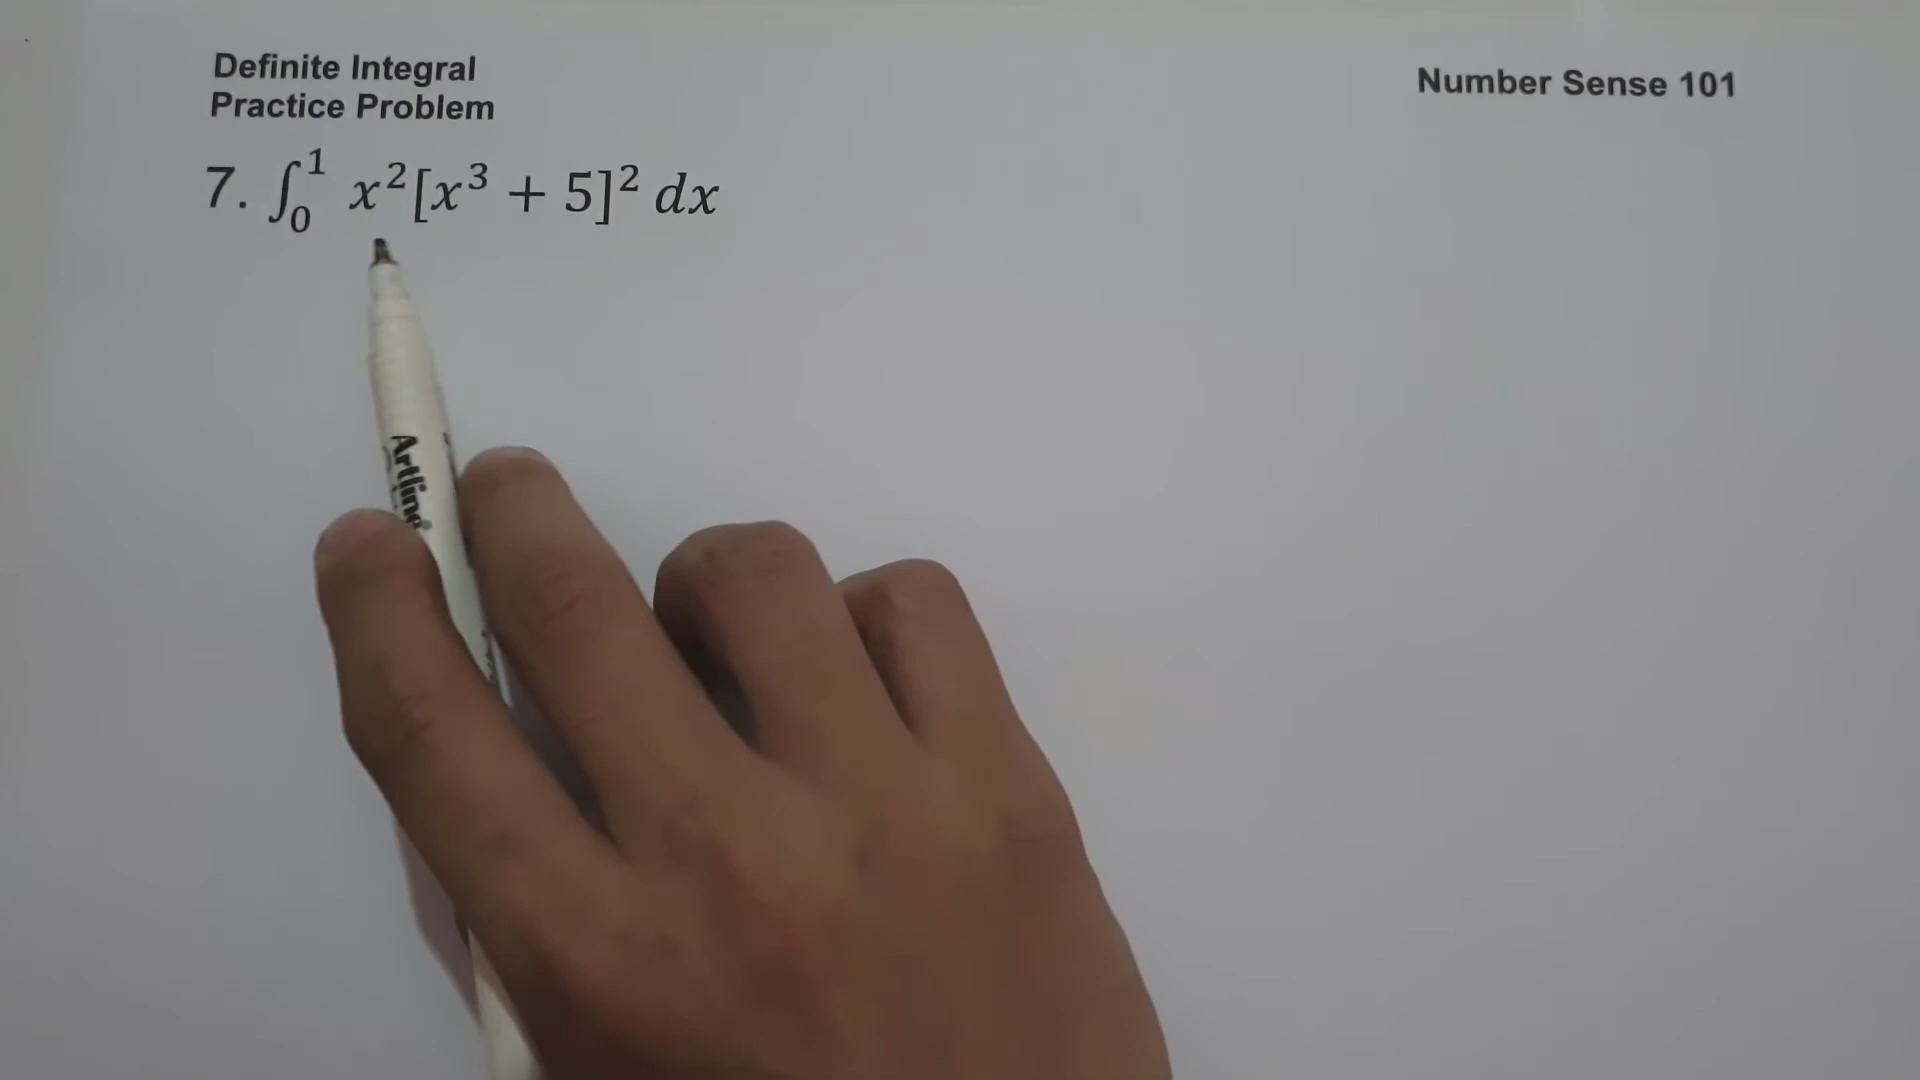 Definite Integral
Practice Problem
Number Sense 101
7. ∫₀¹ x²[x³ + 5]² dx
Artline